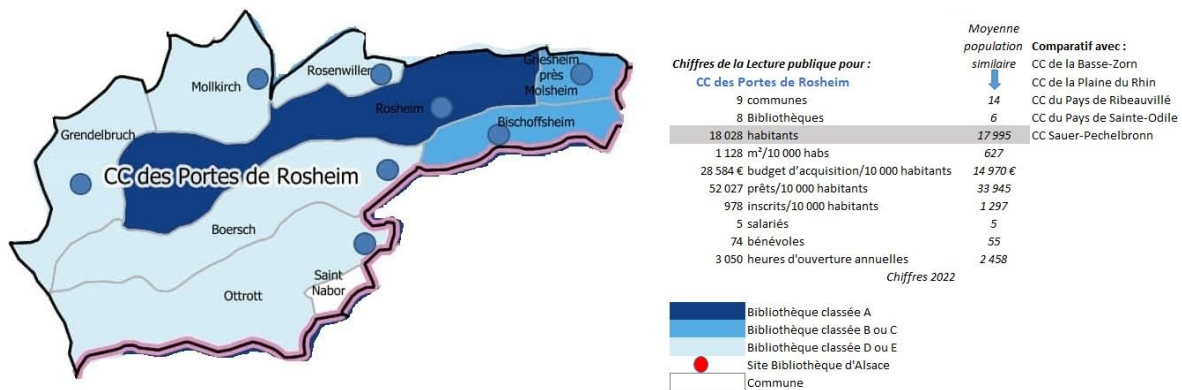 Mollkirch
Rosenwiller
Griesheim
près
Molsheim
Rosheim
Grendelbruch
Bischoffsheim
CC des Portes de Rosheim
Boersch
Saint
Nabor
Ottrott
Moyenne
population
similaire
Comparatif avec :
Chiffres de la Lecture publique pour :
CC de la Basse-Zorn
CC des Portes de Rosheim
CC de la Plaine du Rhin
9 communes 14 CC du Pays de Ribeauvillé
8 Bibliothèques 6 CC du Pays de Sainte-Odile
18 028 habitants 17 995 CC Sauer-Pechelbronn
1 128 m²/10 000 habs 627
28 584 € budget d'acquisition/10 000 habitants 14 970 €
52 027 prêts/10 000 habitants 33 945
978 inscrits/10 000 habitants 1 297
5 salariés 5
74 bénévoles 55
3 050 heures d'ouverture annuelles 2 458
Chiffres 2022
Bibliothèque classée A
Bibliothèque classée B ou C
Bibliothèque classée D ou E
Site Bibliothèque d'Alsace
Commune